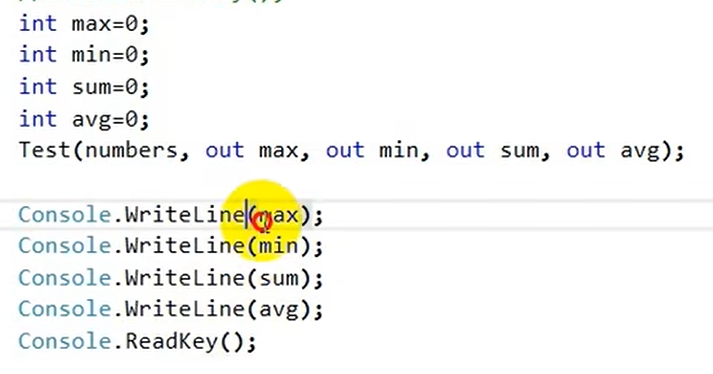 int max=0;
int min=0;
int sum=0;
int avg=0;
Test(numbers, out max, out min, out sum, out avg);
Console.WriteLine(max);
Console.WriteLine(min);
Console.WriteLine(sum);
Console.WriteLine(avg);
Console.ReadKey();